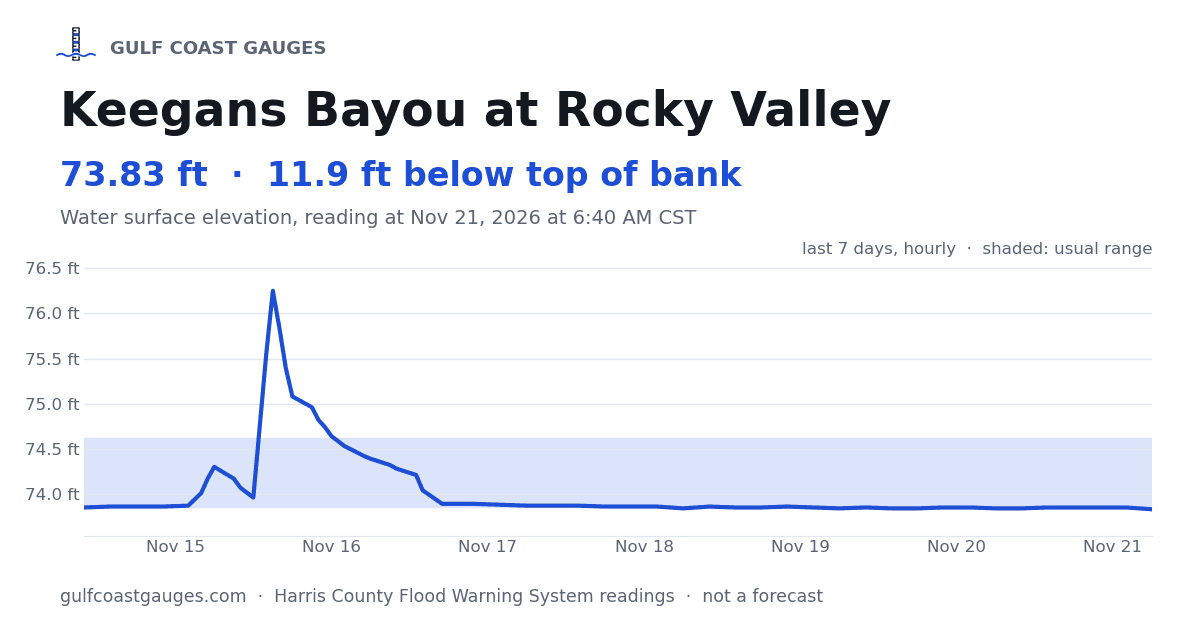 GULF COAST GAUGES
Keegans Bayou at Rocky Valley
73.83 ft · 11.9 ft below top of bank
Water surface elevation, reading at Nov 21, 2026 at 6:40 AM CST
last 7 days, hourly · shaded: usual range
76.5 ft
76.0 ft
75.5 ft
75.0 ft
74.5 ft
74.0 ft
Nov 15 Nov 16 Nov 17 Nov 18 Nov 19 Nov 20 Nov 21
gulfcoastgauges.com · Harris County Flood Warning System readings · not a forecast